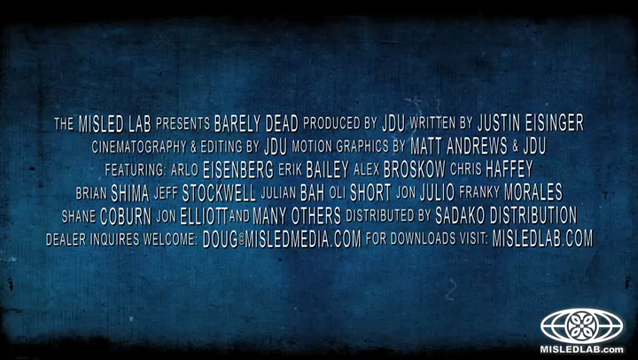 THE MISLED LAB PRESENTS BARELY DEAD PRODUCED BY JDU WRITTEN BY JUSTIN EISINGER
CINEMATOGRAPHY & EDITING BY JDU MOTION GRAPHICS BY MATT ANDREWS & JDU
FEATURING: ARLO EISENBERG ERIK BAILEY ALEX BROSKOW CHRIS HAFFEY
BRIAN SHIMA JEFF STOCKWELL JULIAN BAH OLI SHORT JON JULIO FRANKY MORALES
SHANE COBURN JON ELLIOTT AND MANY OTHERS DISTRIBUTED BY SADAKO DISTRIBUTION
DEALER INQUIRES WELCOME: DOUG@MISLEDMEDIA.COM FOR DOWNLOADS VISIT: MISLEDLAB.COM
MISLEDLAB.com